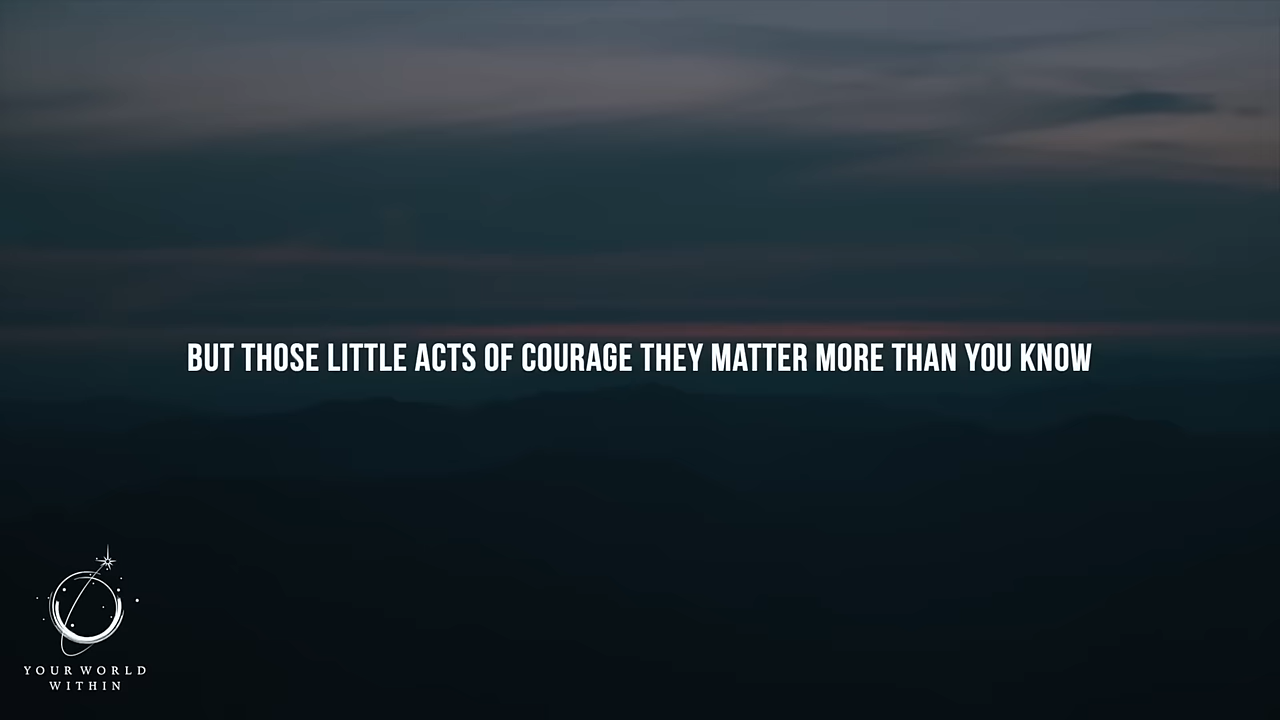 BUT THOSE LITTLE ACTS OF COURAGE THEY MATTER MORE THAN YOU KNOW
YOUR WORLD
WITHIN